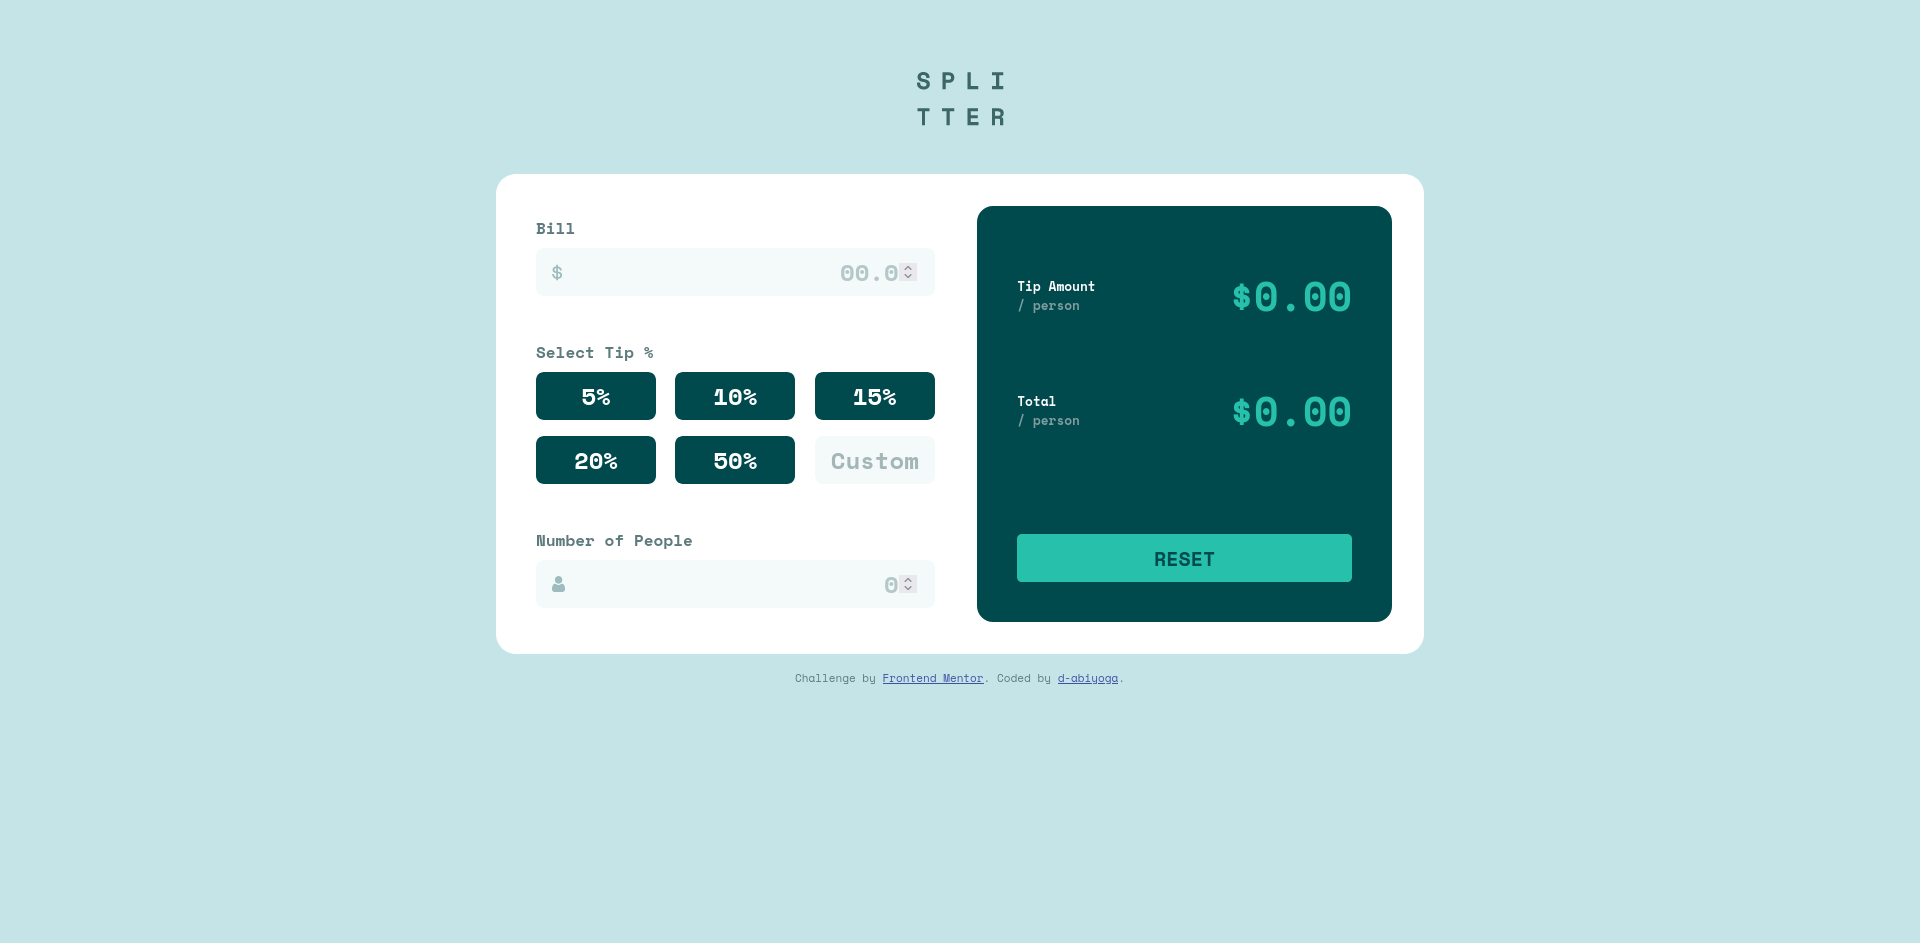 SPLI
TTER
Bill
$ 00.0
Select Tip %
5% 10% 15%
20% 50% Custom
Number of People
0
Tip Amount
/ person
$0.00
Total
/ person
$0.00
RESET
Challenge by Frontend Mentor. Coded by d-abiyoga.